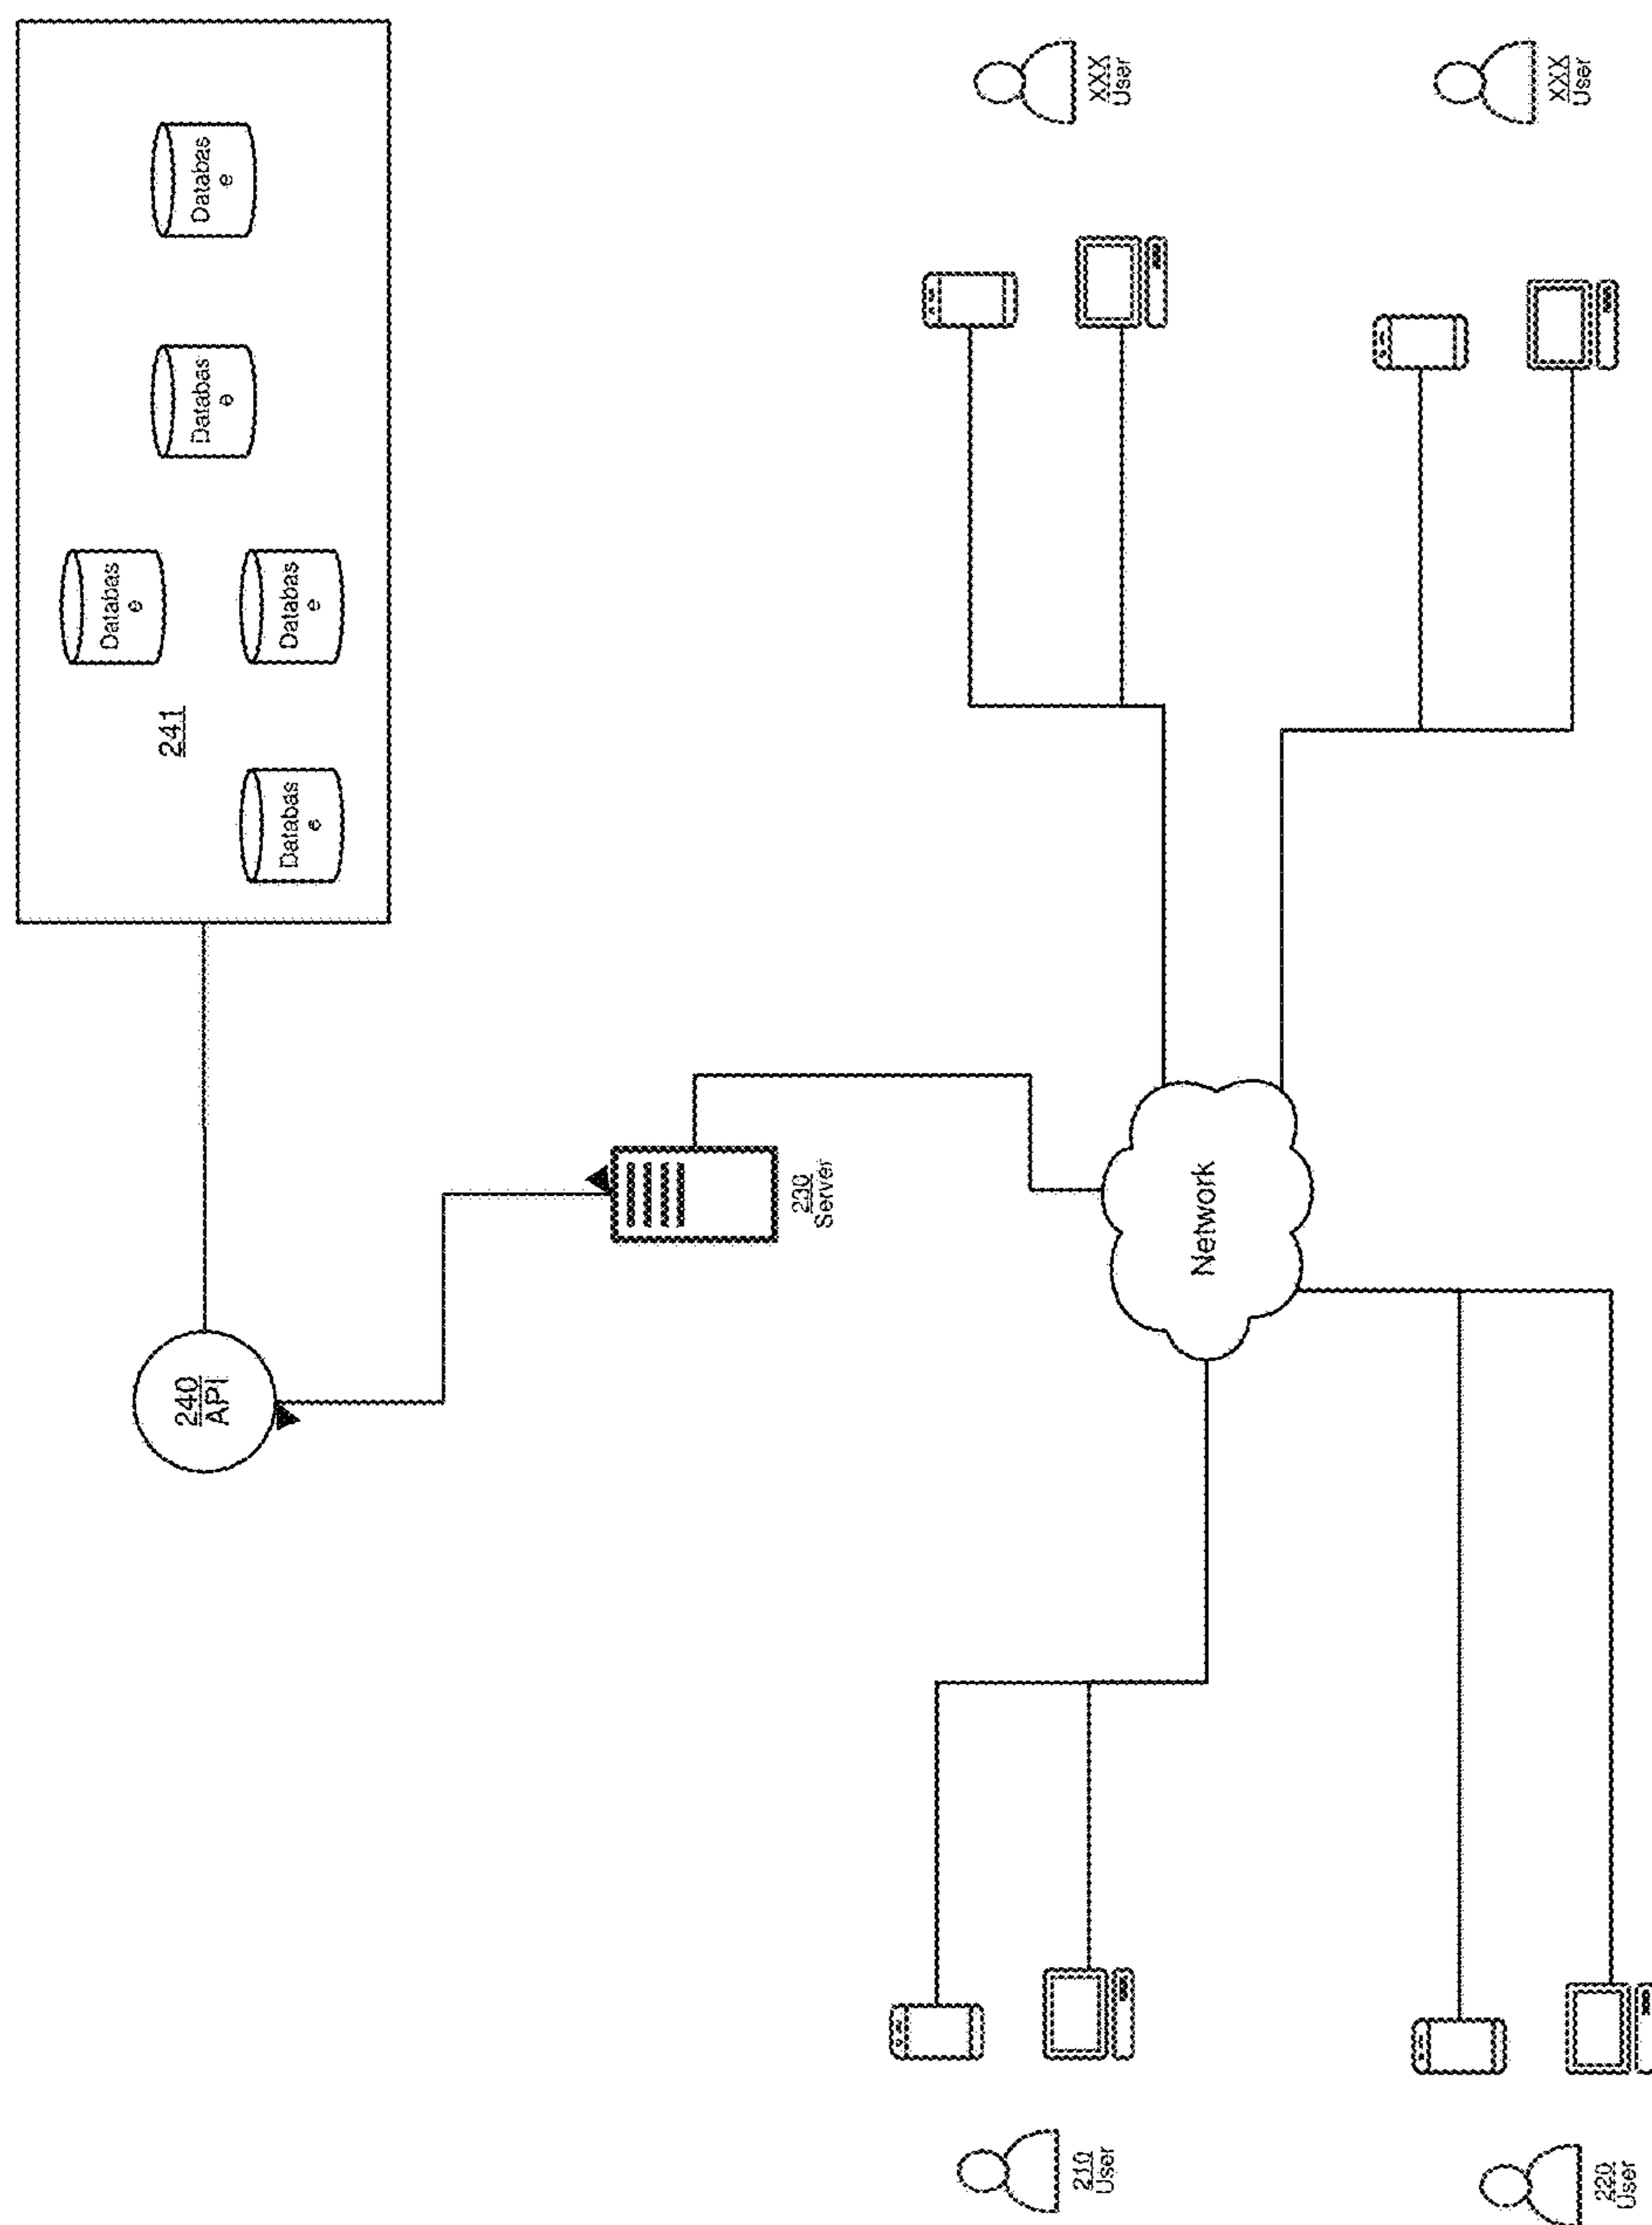 Databas
e
241
240
API
Databas
e
Databas
e
Databas
e
Databas
e
230
Server
210
User
XXX
User
Network
220
User
XXX
User